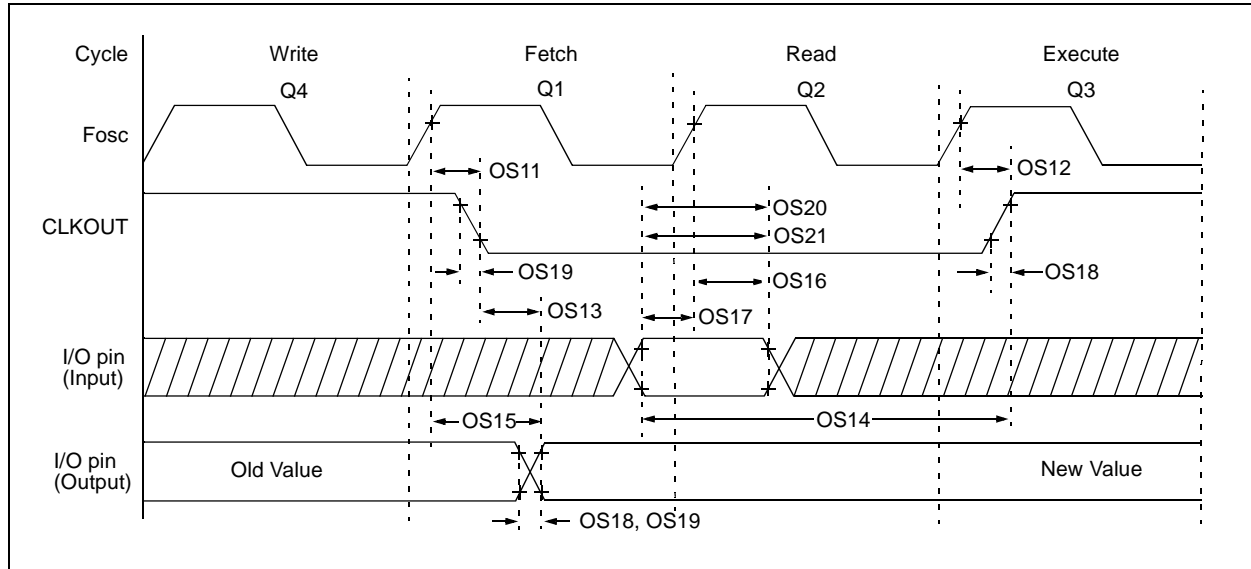 Cycle Write Fetch Read Execute
Q4 Q1 Q2 Q3
Fosc
OS11 OS12
OS20
CLKOUT
OS21
OS19 OS18
OS16
OS13 OS17
I/O pin
(Input)
OS15 OS14
I/O pin
(Output)
Old Value New Value
OS18, OS19